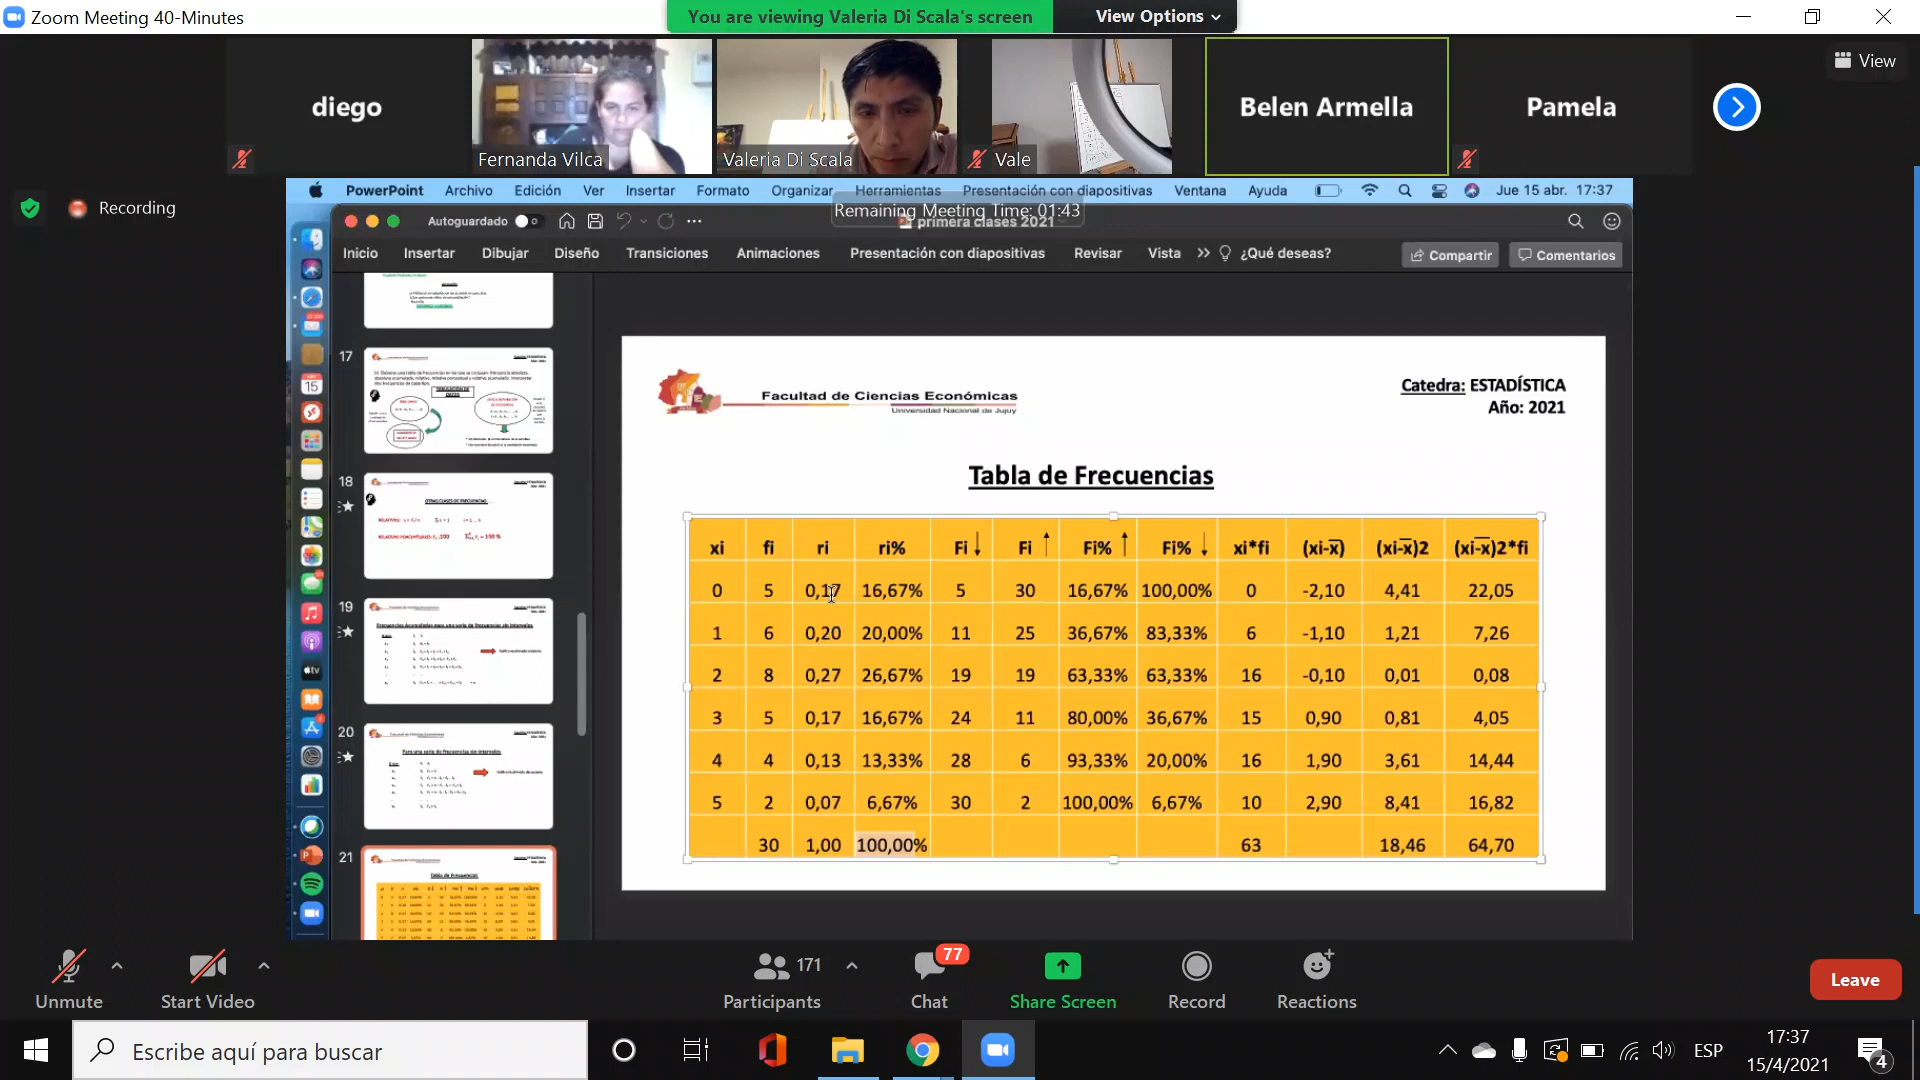 Zoom Meeting 40-Minutes
You are viewing Valeria Di Scala's screen
View Options
View
diego
Fernanda Vilca
Valeria Di Scala
Vale
Belen Armella
Pamela
Recording
PowerPoint Archivo Edición Ver Insertar Formato Organizar Herramientas Presentación con diapositivas Ventana Ayuda Jue 15 abr. 17:37
Remaining Meeting Time: 01:43
Autoguardado
primera clases 2021
Inicio Insertar Dibujar Diseño Transiciones Animaciones Presentación con diapositivas Revisar Vista >> ¿Qué deseas? Compartir Comentarios
17
18
19
20
21
Facultad de Ciencias Económicas
Universidad Nacional de Jujuy
Catedra: ESTADÍSTICA
Año: 2021
Tabla de Frecuencias
xi fi ri ri% Fi ↓ Fi ↑ Fi% ↑ Fi% ↓ xi*fi (xi-x̅) (xi-x̅)2 (xi-x̅)2*fi
0 5 0,17 16,67% 5 30 16,67% 100,00% 0 -2,10 4,41 22,05
1 6 0,20 20,00% 11 25 36,67% 83,33% 6 -1,10 1,21 7,26
2 8 0,27 26,67% 19 19 63,33% 63,33% 16 -0,10 0,01 0,08
3 5 0,17 16,67% 24 11 80,00% 36,67% 15 0,90 0,81 4,05
4 4 0,13 13,33% 28 6 93,33% 20,00% 16 1,90 3,61 14,44
5 2 0,07 6,67% 30 2 100,00% 6,67% 10 2,90 8,41 16,82
30 1,00 100,00% 63 18,46 64,70
Unmute
Start Video
171
Participants
77
Chat
Share Screen
Record
Reactions
Leave
Escribe aquí para buscar
ESP
17:37
15/4/2021
4